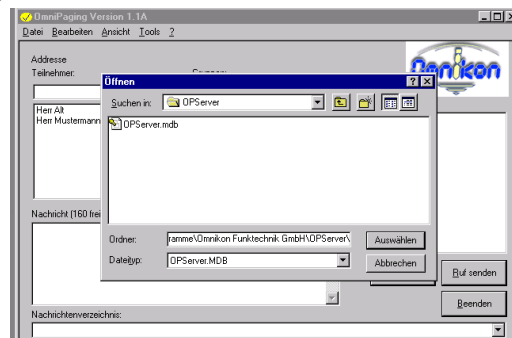 OmniPaging Version 1.1A
Datei Bearbeiten Ansicht Tools ?
Addresse
Teilnehmer:
Omnikon
Herr Alt
Herr Mustermann
Öffnen
Suchen in: OPServer
OPServer.mdb
Ordner: ramme\Omnikon Funktechnik GmbH\OPServer\ Auswählen
Dateityp: OPServer.MDB Abbrechen
Nachricht (160 frei
Ruf senden
Beenden
Nachrichtenverzeichnis: